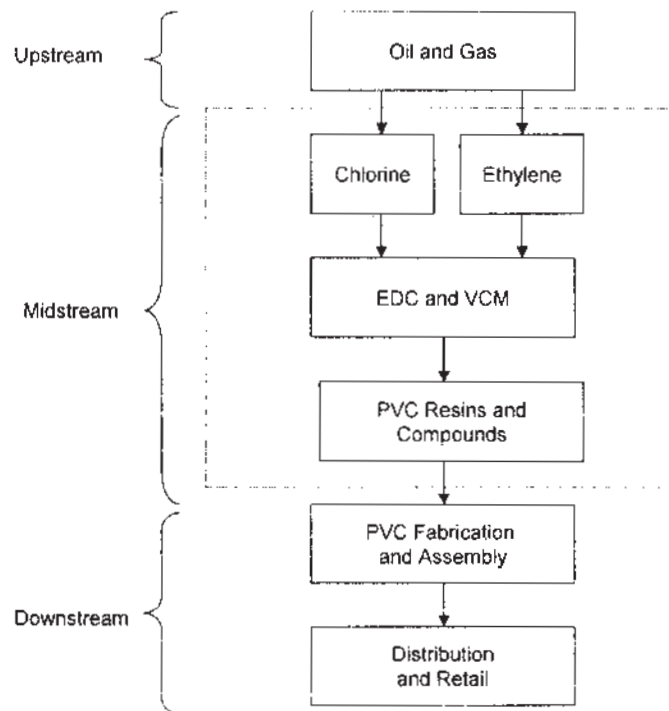 Upstream
Oil and Gas
Chlorine
Ethylene
EDC and VCM
Midstream
PVC Resins and
Compounds
PVC Fabrication
and Assembly
Downstream
Distribution
and Retail